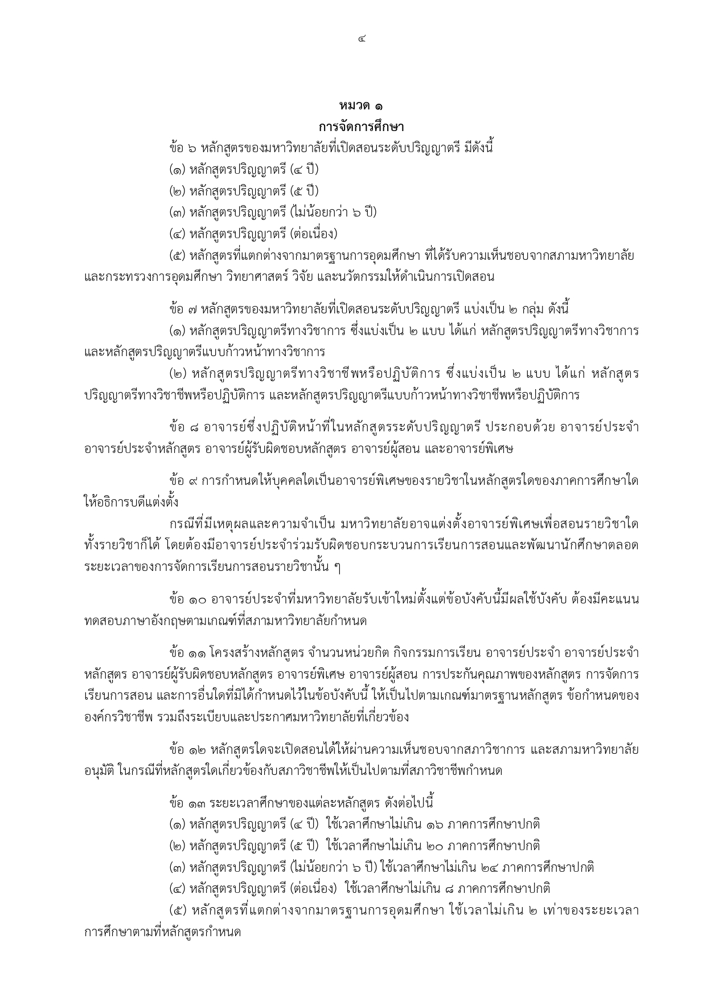 ๔
หมวด ๑
การจัดการศึกษา
ข้อ ๖ หลักสูตรของมหาวิทยาลัยที่เปิดสอนระดับปริญญาตรี มีดังนี้
(๑) หลักสูตรปริญญาตรี (๔ ปี)
(๒) หลักสูตรปริญญาตรี (๕ ปี)
(๓) หลักสูตรปริญญาตรี (ไม่น้อยกว่า ๖ ปี)
(๔) หลักสูตรปริญญาตรี (ต่อเนื่อง)
(๕) หลักสูตรที่แตกต่างจากมาตรฐานการอุดมศึกษา ที่ได้รับความเห็นชอบจากสภามหาวิทยาลัย
และกระทรวงการอุดมศึกษา วิทยาศาสตร์ วิจัย และนวัตกรรมให้ดำเนินการเปิดสอน
ข้อ ๗ หลักสูตรของมหาวิทยาลัยที่เปิดสอนระดับปริญญาตรี แบ่งเป็น ๒ กลุ่ม ดังนี้
(๑) หลักสูตรปริญญาตรีทางวิชาการ ซึ่งแบ่งเป็น ๒ แบบ ได้แก่ หลักสูตรปริญญาตรีทางวิชาการ
และหลักสูตรปริญญาตรีแบบก้าวหน้าทางวิชาการ
(๒) หลักสูตรปริญญาตรีทางวิชาชีพหรือปฏิบัติการ ซึ่งแบ่งเป็น ๒ แบบ ได้แก่ หลักสูตร
ปริญญาตรีทางวิชาชีพหรือปฏิบัติการ และหลักสูตรปริญญาตรีแบบก้าวหน้าทางวิชาชีพหรือปฏิบัติการ
ข้อ ๘ อาจารย์ซึ่งปฏิบัติหน้าที่ในหลักสูตรระดับปริญญาตรี ประกอบด้วย อาจารย์ประจำ
อาจารย์ประจำหลักสูตร อาจารย์ผู้รับผิดชอบหลักสูตร อาจารย์ผู้สอน และอาจารย์พิเศษ
ข้อ ๙ การกำหนดให้บุคคลใดเป็นอาจารย์พิเศษของรายวิชาในหลักสูตรใดของภาคการศึกษาใด
ให้อธิการบดีแต่งตั้ง
กรณีที่มีเหตุผลและความจำเป็น มหาวิทยาลัยอาจแต่งตั้งอาจารย์พิเศษเพื่อสอนรายวิชาใด
ทั้งรายวิชาก็ได้ โดยต้องมีอาจารย์ประจำร่วมรับผิดชอบกระบวนการเรียนการสอนและพัฒนานักศึกษาตลอด
ระยะเวลาของการจัดการเรียนการสอนรายวิชานั้น ๆ
ข้อ ๑๐ อาจารย์ประจำที่มหาวิทยาลัยรับเข้าใหม่ตั้งแต่ข้อบังคับนี้มีผลใช้บังคับ ต้องมีคะแนน
ทดสอบภาษาอังกฤษตามเกณฑ์ที่สภามหาวิทยาลัยกำหนด
ข้อ ๑๑ โครงสร้างหลักสูตร จำนวนหน่วยกิต กิจกรรมการเรียน อาจารย์ประจำ อาจารย์ประจำ
หลักสูตร อาจารย์ผู้รับผิดชอบหลักสูตร อาจารย์พิเศษ อาจารย์ผู้สอน การประกันคุณภาพของหลักสูตร การจัดการ
เรียนการสอน และการอื่นใดที่มิได้กำหนดไว้ในข้อบังคับนี้ ให้เป็นไปตามเกณฑ์มาตรฐานหลักสูตร ข้อกำหนดของ
องค์กรวิชาชีพ รวมถึงระเบียบและประกาศมหาวิทยาลัยที่เกี่ยวข้อง
ข้อ ๑๒ หลักสูตรใดจะเปิดสอนได้ให้ผ่านความเห็นชอบจากสภาวิชาการ และสภามหาวิทยาลัย
อนุมัติ ในกรณีที่หลักสูตรใดเกี่ยวข้องกับสภาวิชาชีพให้เป็นไปตามที่สภาวิชาชีพกำหนด
ข้อ ๑๓ ระยะเวลาศึกษาของแต่ละหลักสูตร ดังต่อไปนี้
(๑) หลักสูตรปริญญาตรี (๔ ปี) ใช้เวลาศึกษาไม่เกิน ๑๖ ภาคการศึกษาปกติ
(๒) หลักสูตรปริญญาตรี (๕ ปี) ใช้เวลาศึกษาไม่เกิน ๒๐ ภาคการศึกษาปกติ
(๓) หลักสูตรปริญญาตรี (ไม่น้อยกว่า ๖ ปี) ใช้เวลาศึกษาไม่เกิน ๒๔ ภาคการศึกษาปกติ
(๔) หลักสูตรปริญญาตรี (ต่อเนื่อง) ใช้เวลาศึกษาไม่เกิน ๘ ภาคการศึกษาปกติ
(๕) หลักสูตรที่แตกต่างจากมาตรฐานการอุดมศึกษา ใช้เวลาไม่เกิน ๒ เท่าของระยะเวลา
การศึกษาตามที่หลักสูตรกำหนด